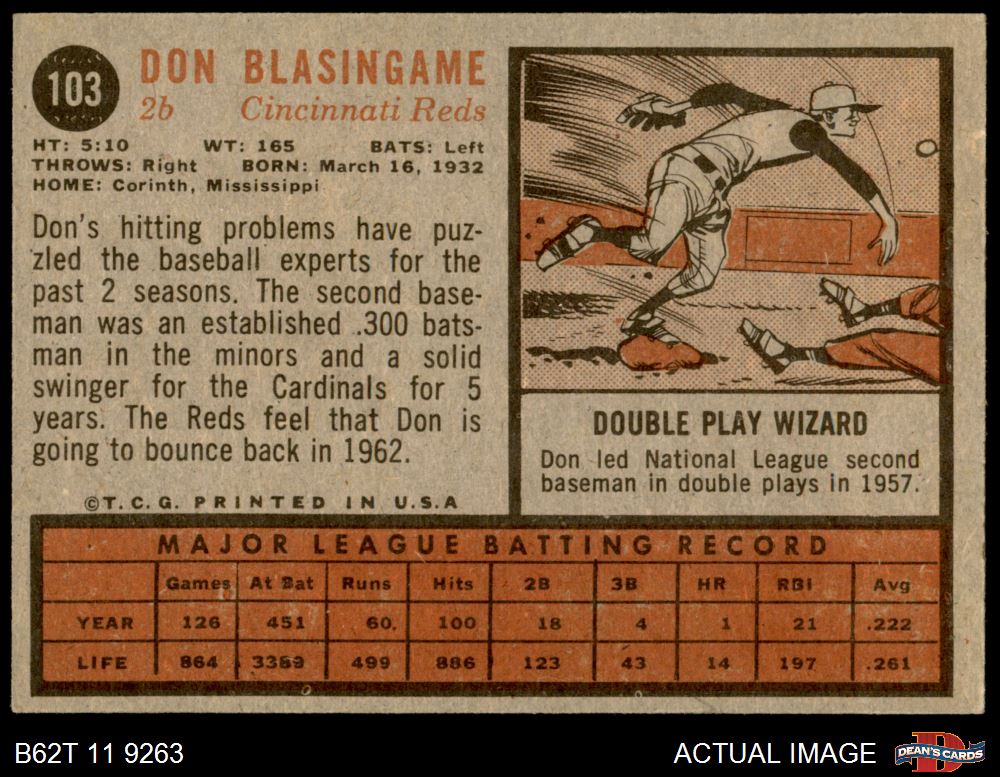 103
DON BLASINGAME
2b Cincinnati Reds
HT: 5:10 WT: 165 BATS: Left
THROWS: Right BORN: March 16, 1932
HOME: Corinth, Mississippi
Don's hitting problems have puz-
zled the baseball experts for the
past 2 seasons. The second base-
man was an established .300 bats-
man in the minors and a solid
swinger for the Cardinals for 5
years. The Reds feel that Don is
going to bounce back in 1962.
©T.C.G. PRINTED IN U.S.A
DOUBLE PLAY WIZARD
Don led National League second
baseman in double plays in 1957.
MAJOR LEAGUE BATTING RECORD
Games At Bat Runs Hits 2B 3B HR RBI Avg
YEAR 126 451 60. 100 18 4 1 21 .222
LIFE 864 3389 499 886 123 43 14 197 .261
B62T 11 9263
ACTUAL IMAGE
D
DEAN'S CARDS